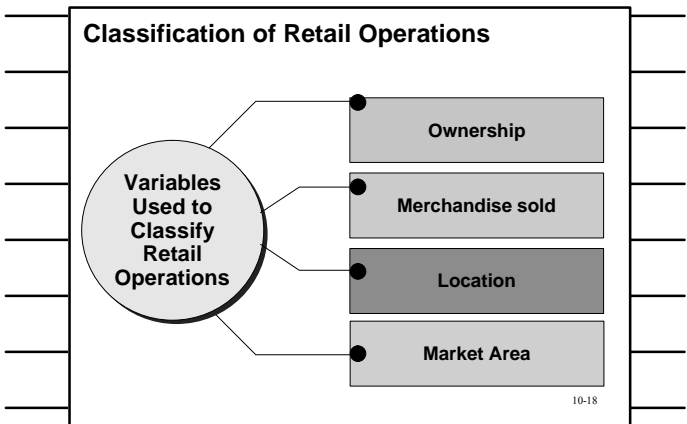 Classification of Retail Operations
Variables
Used to
Classify
Retail
Operations
Ownership
Merchandise sold
Location
Market Area
10-18